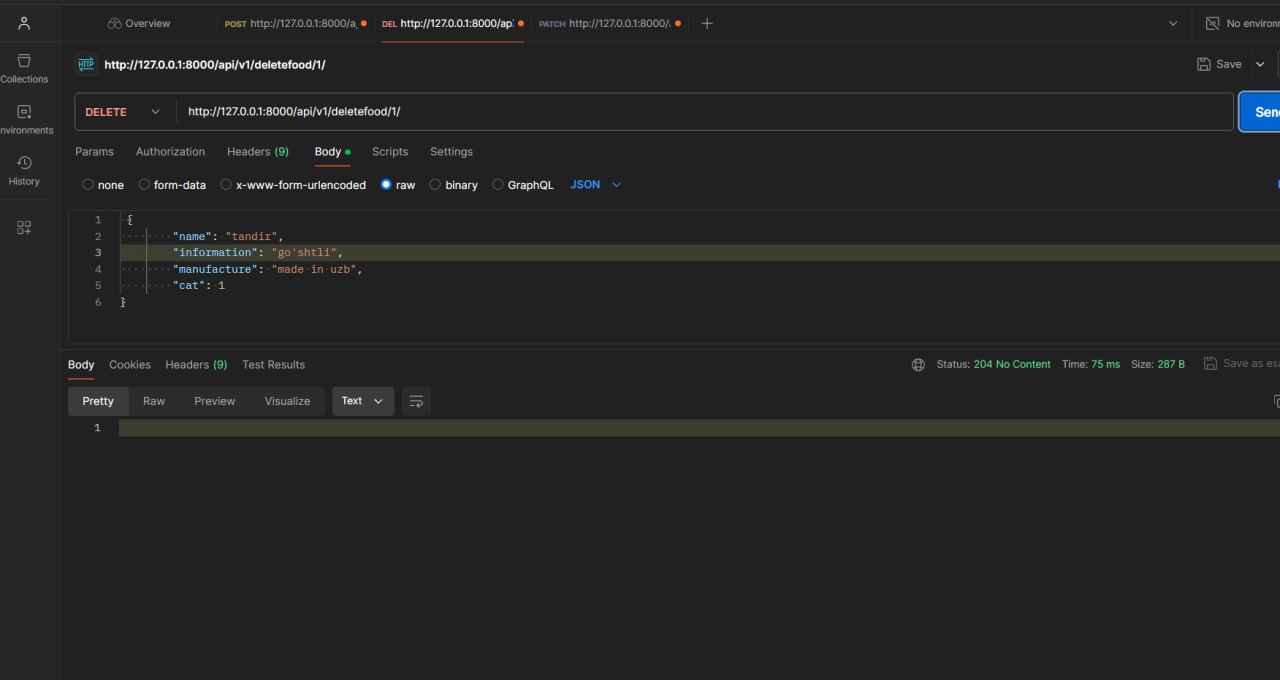 Overview
POST http://127.0.0.1:8000/a
DEL http://127.0.0.1:8000/ap
PATCH http://127.0.0.1:8000/
No environ
HTTP http://127.0.0.1:8000/api/v1/deletefood/1/
Save
Collections
nvironments
History
DELETE http://127.0.0.1:8000/api/v1/deletefood/1/
Sen
Params Authorization Headers (9) Body Scripts Settings
none form-data x-www-form-urlencoded raw binary GraphQL JSON
1 {
2 "name": "tandir",
3 "information": "go'shtli",
4 "manufacture": "made in uzb",
5 "cat": 1
6 }
Body Cookies Headers (9) Test Results
Status: 204 No Content Time: 75 ms Size: 287 B Save as ex
Pretty Raw Preview Visualize Text
1